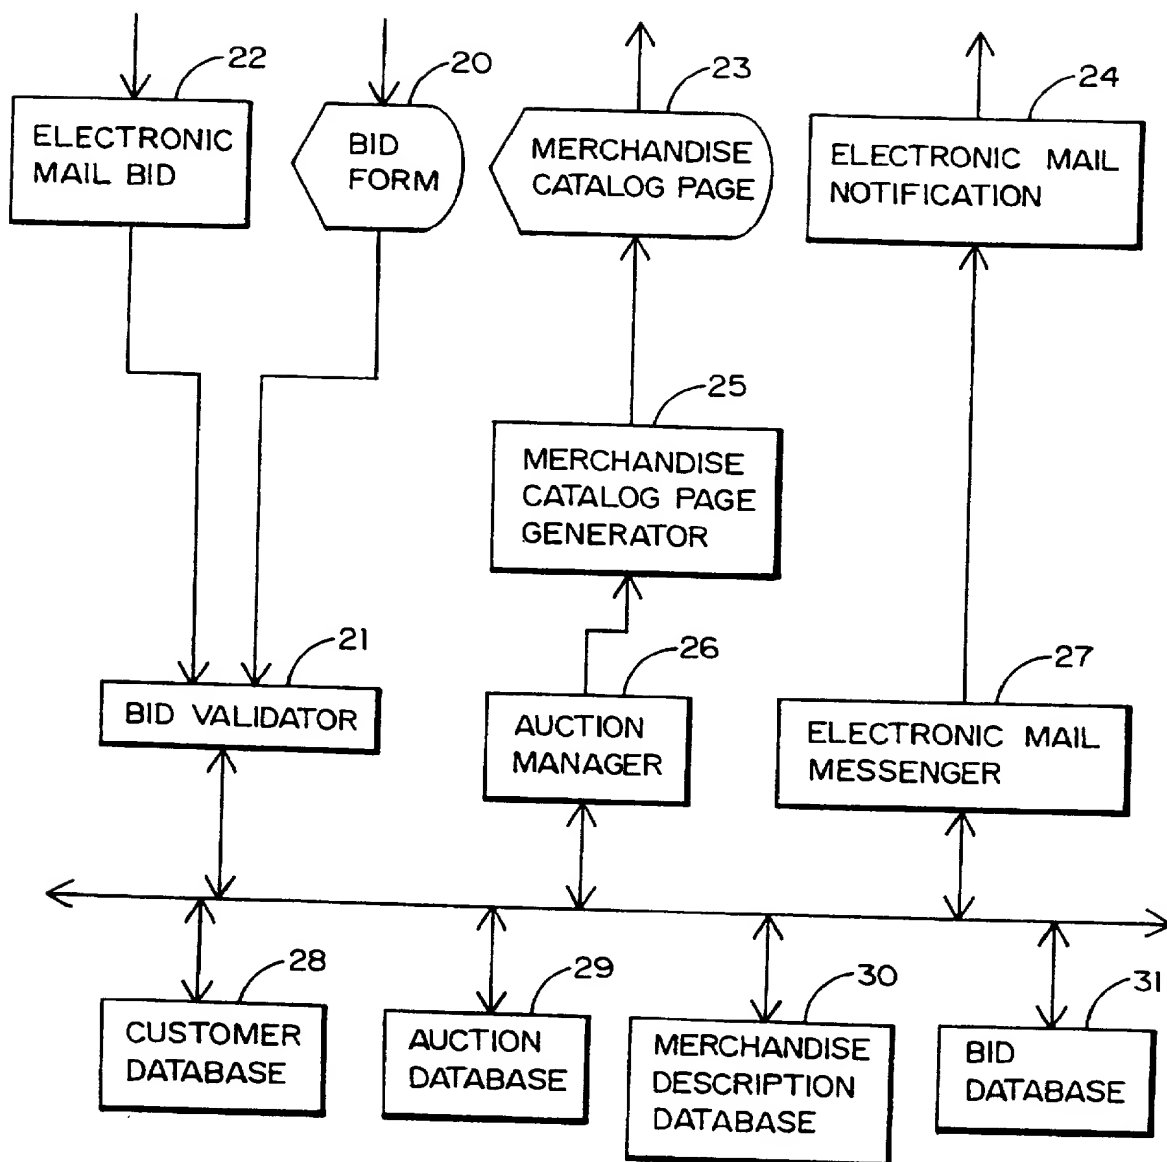 22
ELECTRONIC
MAIL BID
20
BID
FORM
23
MERCHANDISE
CATALOG PAGE
24
ELECTRONIC MAIL
NOTIFICATION
25
MERCHANDISE
CATALOG PAGE
GENERATOR
21
BID VALIDATOR
26
AUCTION
MANAGER
27
ELECTRONIC MAIL
MESSENGER
28
CUSTOMER
DATABASE
29
AUCTION
DATABASE
30
MERCHANDISE
DESCRIPTION
DATABASE
31
BID
DATABASE